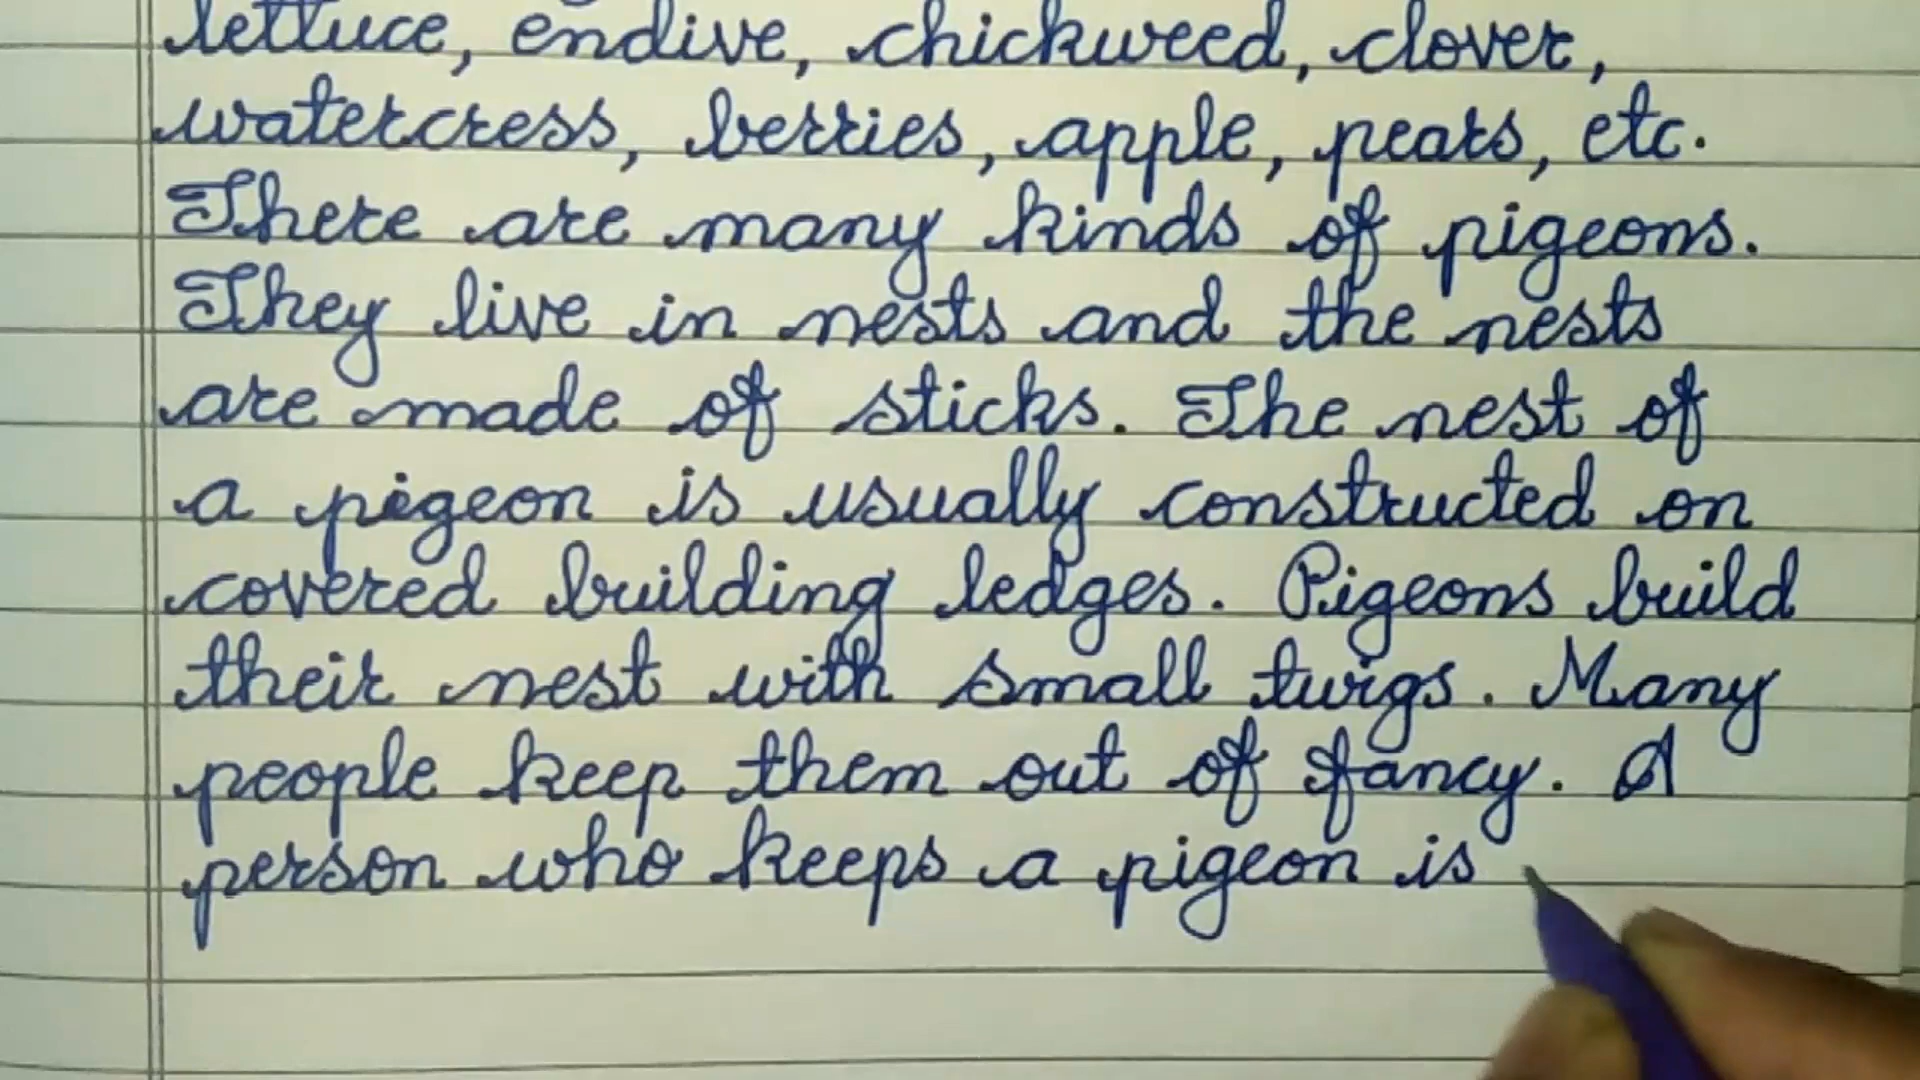 lettuce, endive, chickweed, clover,
watercress, berries, apple, pears, etc.
There are many kinds of pigeons.
They live in nests and the nests
are made of sticks. The nest of
a pigeon is usually constructed on
covered building ledges. Pigeons build
their nest with small twigs. Many
people keep them out of fancy. A
person who keeps a pigeon is